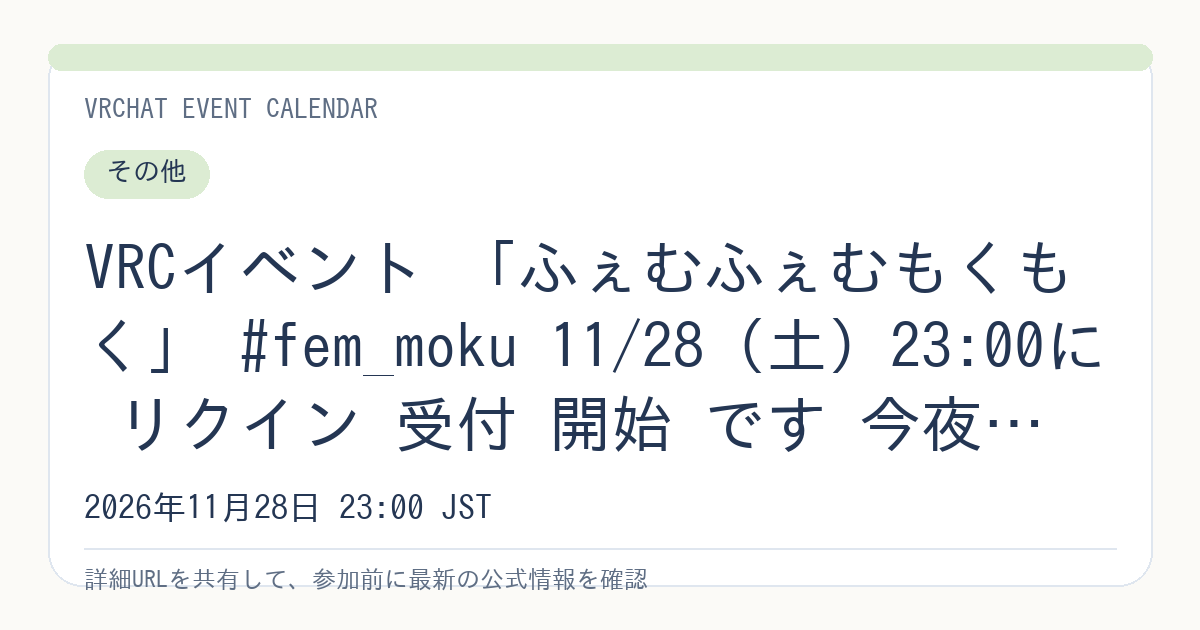 VRCHAT EVENT CALENDAR
その他
VRCイベント 「ふぇむふぇむもくも
く」 #fem_moku 11/28 (土) 23:00に
リクイン 受付 開始 です 今夜…
2026年11月28日 23:00 JST
詳細URLを共有して、参加前に最新の公式情報を確認